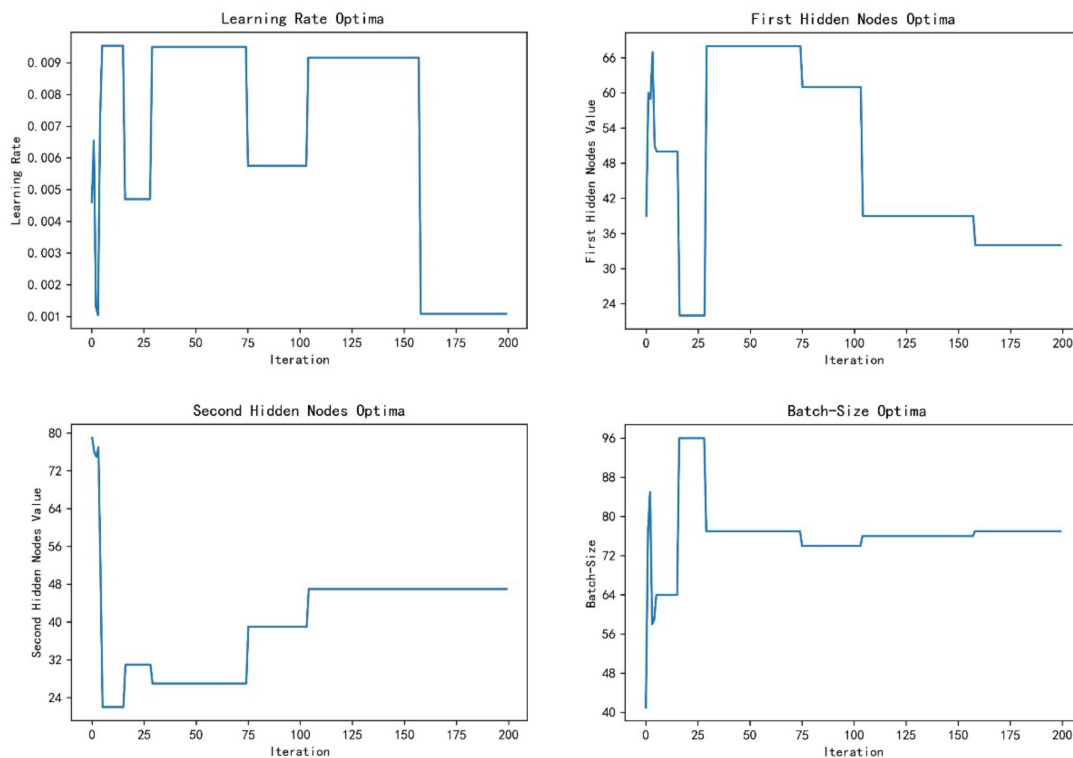 Learning Rate Optima
0.009
0.008
0.007
0.006
0.005
0.004
0.003
0.002
0.001
Learning Rate
0 25 50 75 100 125 150 175 200
Iteration
First Hidden Nodes Optima
66
60
54
48
42
36
30
24
First Hidden Nodes Value
0 25 50 75 100 125 150 175 200
Iteration
Second Hidden Nodes Optima
80
72
64
56
48
40
32
24
Second Hidden Nodes Value
0 25 50 75 100 125 150 175 200
Iteration
Batch-Size Optima
96
88
80
72
64
56
48
40
Batch-Size
0 25 50 75 100 125 150 175 200
Iteration